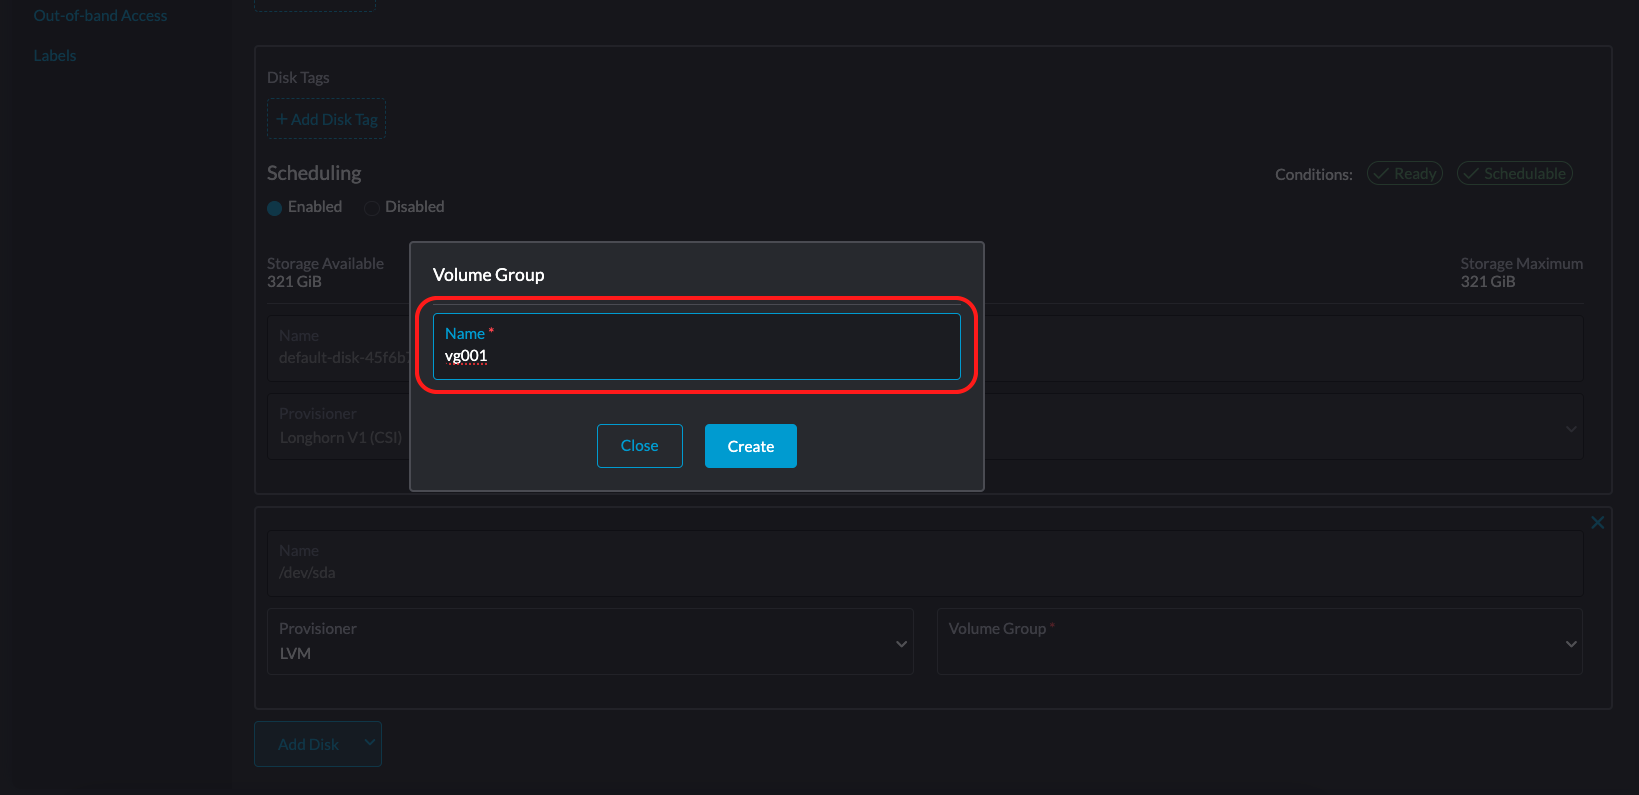 Out-of-band Access
Labels
Disk Tags
+ Add Disk Tag
Scheduling
Conditions: Ready Schedulable
Enabled Disabled
Storage Available
321 GiB
Storage Maximum
321 GiB
Volume Group
Name *
vg001
Close Create
Name
default-disk-45f6b
Provisioner
Longhorn V1 (CSI)
Name
/dev/sda
Provisioner
LVM
Volume Group *
Add Disk